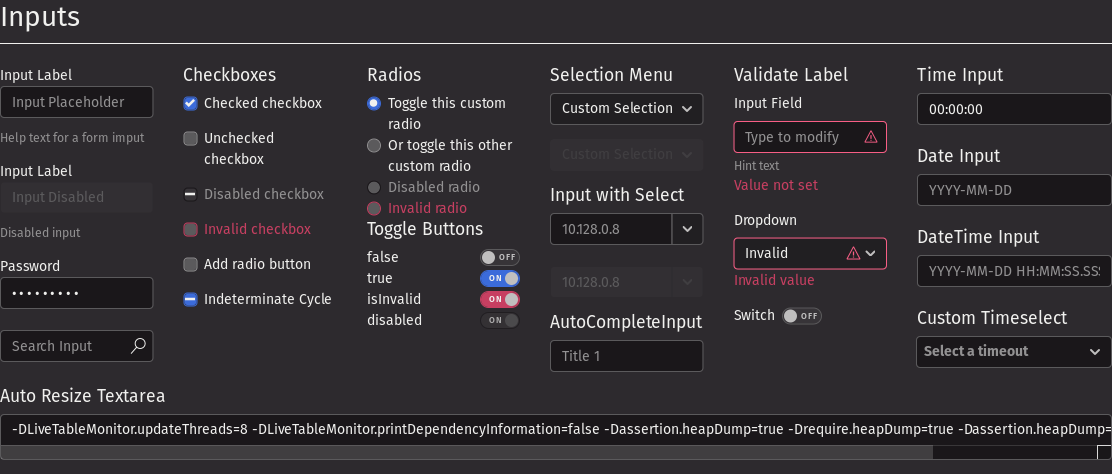 Inputs
Input Label
Input Placeholder
Help text for a form imput
Input Label
Input Disabled
Disabled input
Password
•••••••••
Search Input
Checkboxes
Checked checkbox
Unchecked
checkbox
Disabled checkbox
Invalid checkbox
Add radio button
Indeterminate Cycle
Radios
Toggle this custom
radio
Or toggle this other
custom radio
Disabled radio
Invalid radio
Toggle Buttons
false OFF
true ON
isInvalid ON
disabled ON
Selection Menu
Custom Selection
Custom Selection
Input with Select
10.128.0.8
10.128.0.8
AutoCompleteInput
Title 1
Validate Label
Input Field
Type to modify
Hint text
Value not set
Dropdown
Invalid
Invalid value
Switch OFF
Time Input
00:00:00
Date Input
YYYY-MM-DD
DateTime Input
YYYY-MM-DD HH:MM:SS.SS
Custom Timeselect
Select a timeout
Auto Resize Textarea
-DLiveTableMonitor.updateThreads=8 -DLiveTableMonitor.printDependencyInformation=false -Dassertion.heapDump=true -Drequire.heapDump=true -Dassertion.heapDump=